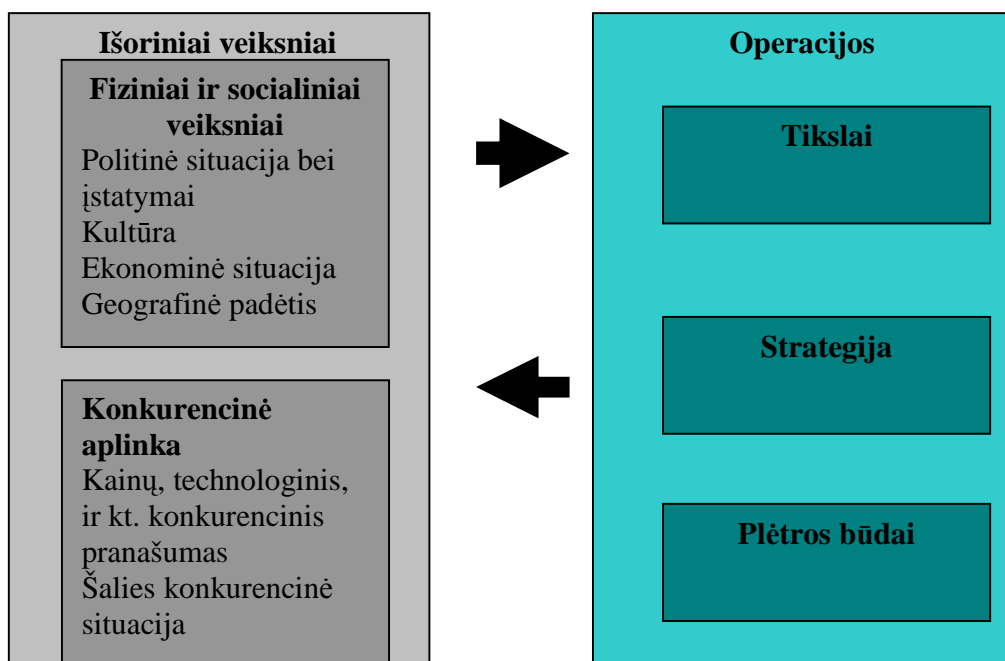 Išoriniai veiksniai
Fiziniai ir socialiniai
veiksniai
Politinė situacija bei
įstatymai
Kultūra
Ekonominė situacija
Geografinė padėtis
Konkurencinė
aplinka
Kainų, technologinis,
ir kt. konkurencinis
pranašumas
Šalies konkurencinė
situacija
Operacijos
Tikslai
Strategija
Plėtros būdai